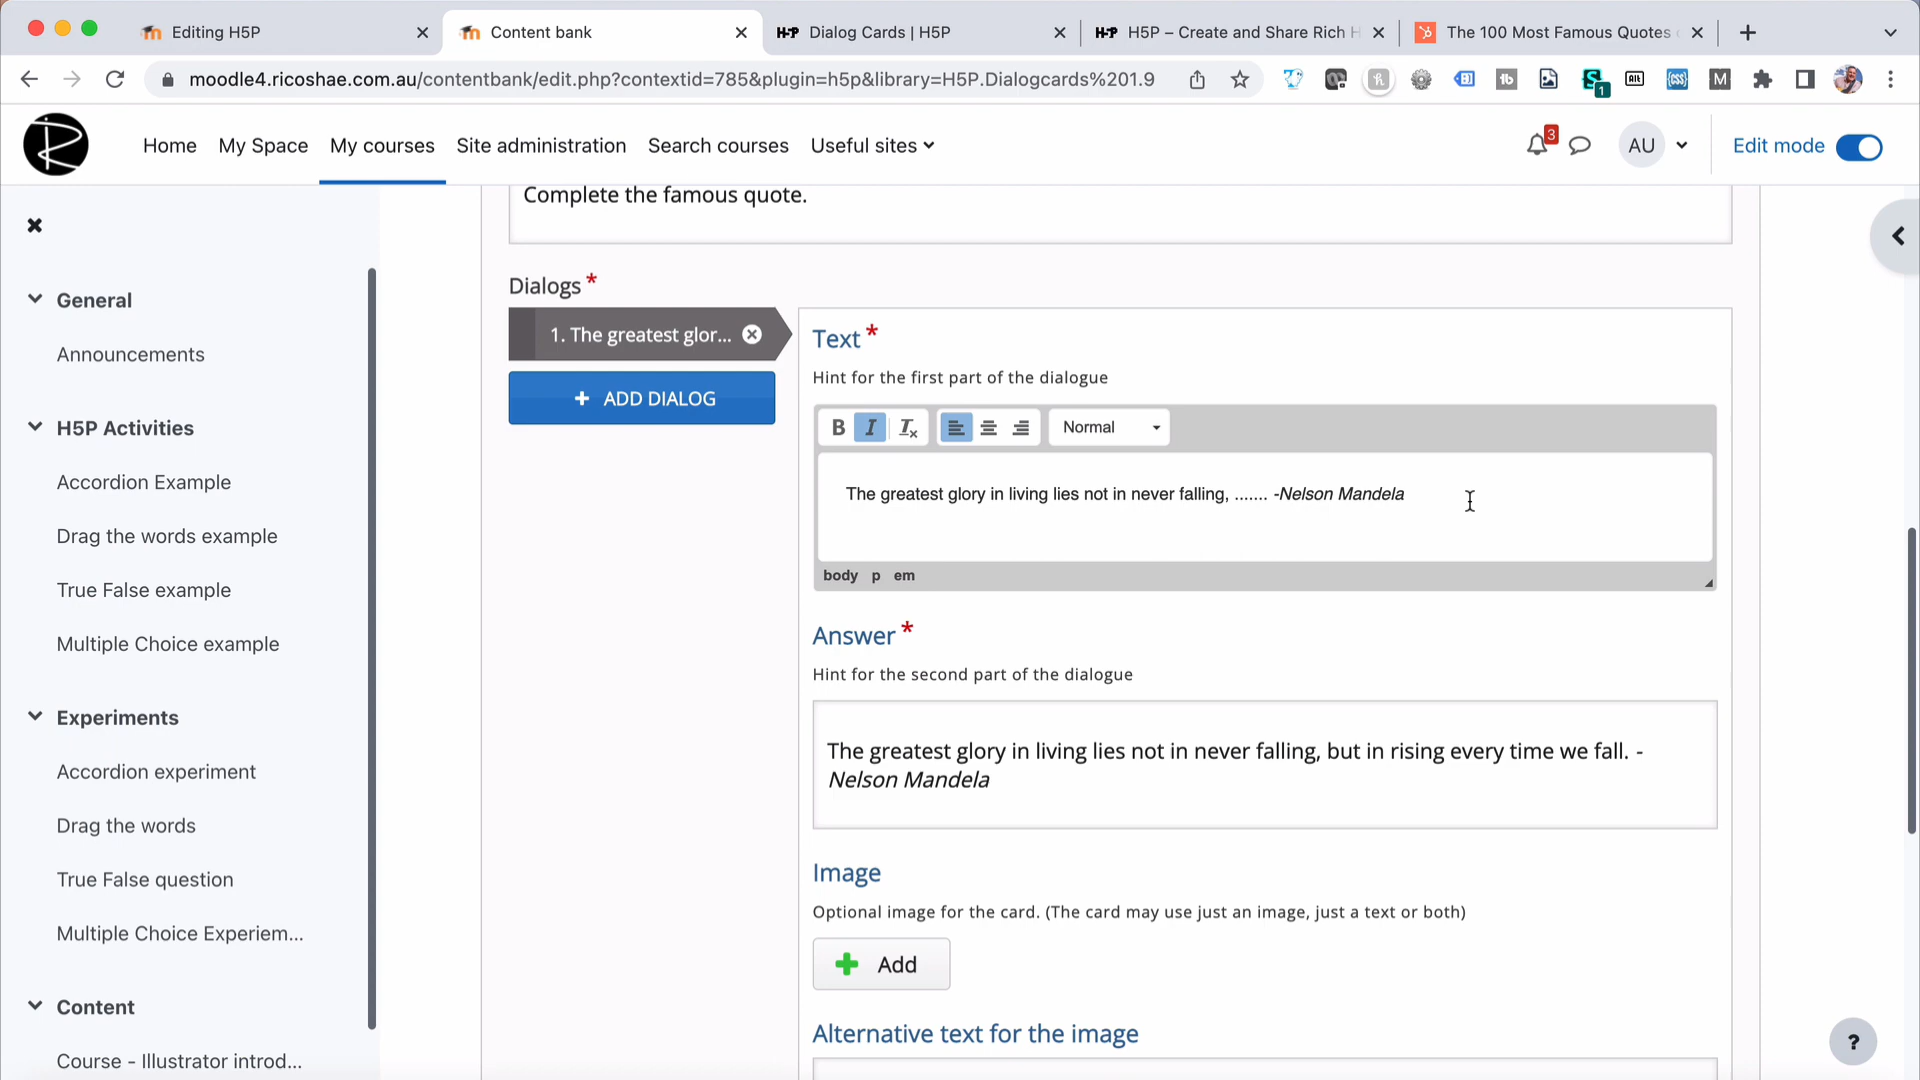 Editing H5P
Content bank
H-P Dialog Cards | H5P
H-P H5P – Create and Share Rich H
The 100 Most Famous Quotes
moodle4.ricoshae.com.au/contentbank/edit.php?contextid=785&plugin=h5p&library=H5P.Dialogcards%201.9
Home My Space My courses Site administration Search courses Useful sites
3
AU
Edit mode
Complete the famous quote.
General
Announcements
H5P Activities
Accordion Example
Drag the words example
True False example
Multiple Choice example
Experiments
Accordion experiment
Drag the words
True False question
Multiple Choice Experiem...
Content
Course - Illustrator introd...
Dialogs *
1. The greatest glor...
+ ADD DIALOG
Text *
Hint for the first part of the dialogue
B I Tx Normal
The greatest glory in living lies not in never falling, ....... -Nelson Mandela
body p em
Answer *
Hint for the second part of the dialogue
The greatest glory in living lies not in never falling, but in rising every time we fall. -
Nelson Mandela
Image
Optional image for the card. (The card may use just an image, just a text or both)
Add
Alternative text for the image
?